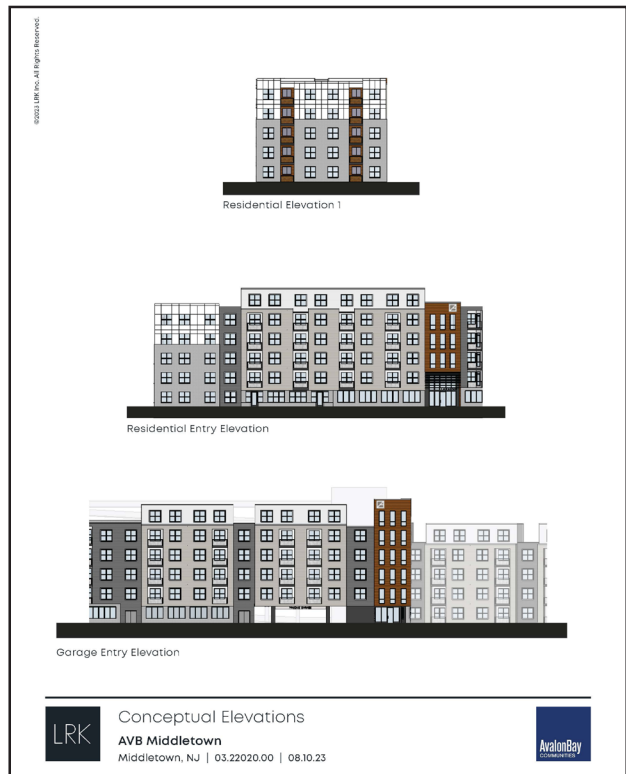 ©2023 LRK Inc. All Rights Reserved.
Residential Elevation 1
Residential Entry Elevation
Garage Entry Elevation
LRK
Conceptual Elevations
AVB Middletown
Middletown, NJ | 03.22020.00 | 08.10.23
AvalonBay
COMMUNITIES